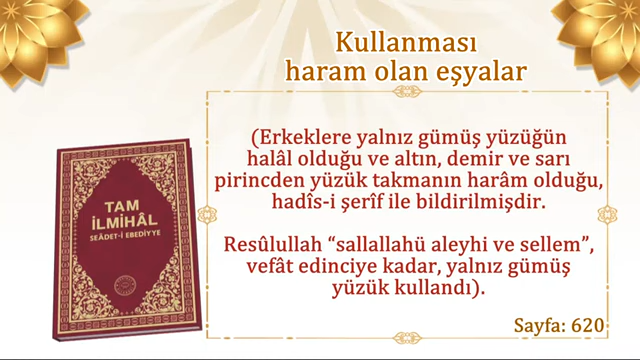 Kullanması
haram olan eşyalar
(Erkeklere yalnız gümüş yüzüğün
halâl olduğu ve altın, demir ve sarı
pirincden yüzük takmanın harâm olduğu,
hadîs-i şerîf ile bildirilmişdir.
Resûlullah “sallallahü aleyhi ve sellem”,
vefât edinciye kadar, yalnız gümüş
yüzük kullandı).
Sayfa: 620
TAM
İLMİHÂL
SEÂDET-İ EBEDİYYE